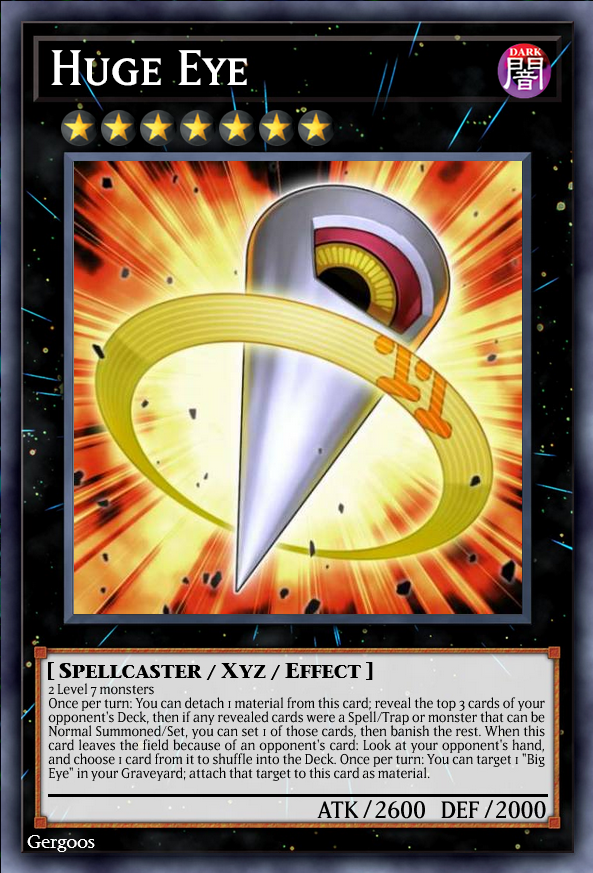 Huge Eye
DARK
闇
11
[ Spellcaster / Xyz / Effect ]
2 Level 7 monsters
Once per turn: You can detach 1 material from this card; reveal the top 3 cards of your
opponent's Deck, then if any revealed cards were a Spell/Trap or monster that can be
Normal Summoned/Set, you can set 1 of those cards, then banish the rest. When this
card leaves the field because of an opponent's card: Look at your opponent's hand,
and choose 1 card from it to shuffle into the Deck. Once per turn: You can target 1 "Big
Eye" in your Graveyard; attach that target to this card as material.
ATK / 2600 DEF / 2000
Gergoos